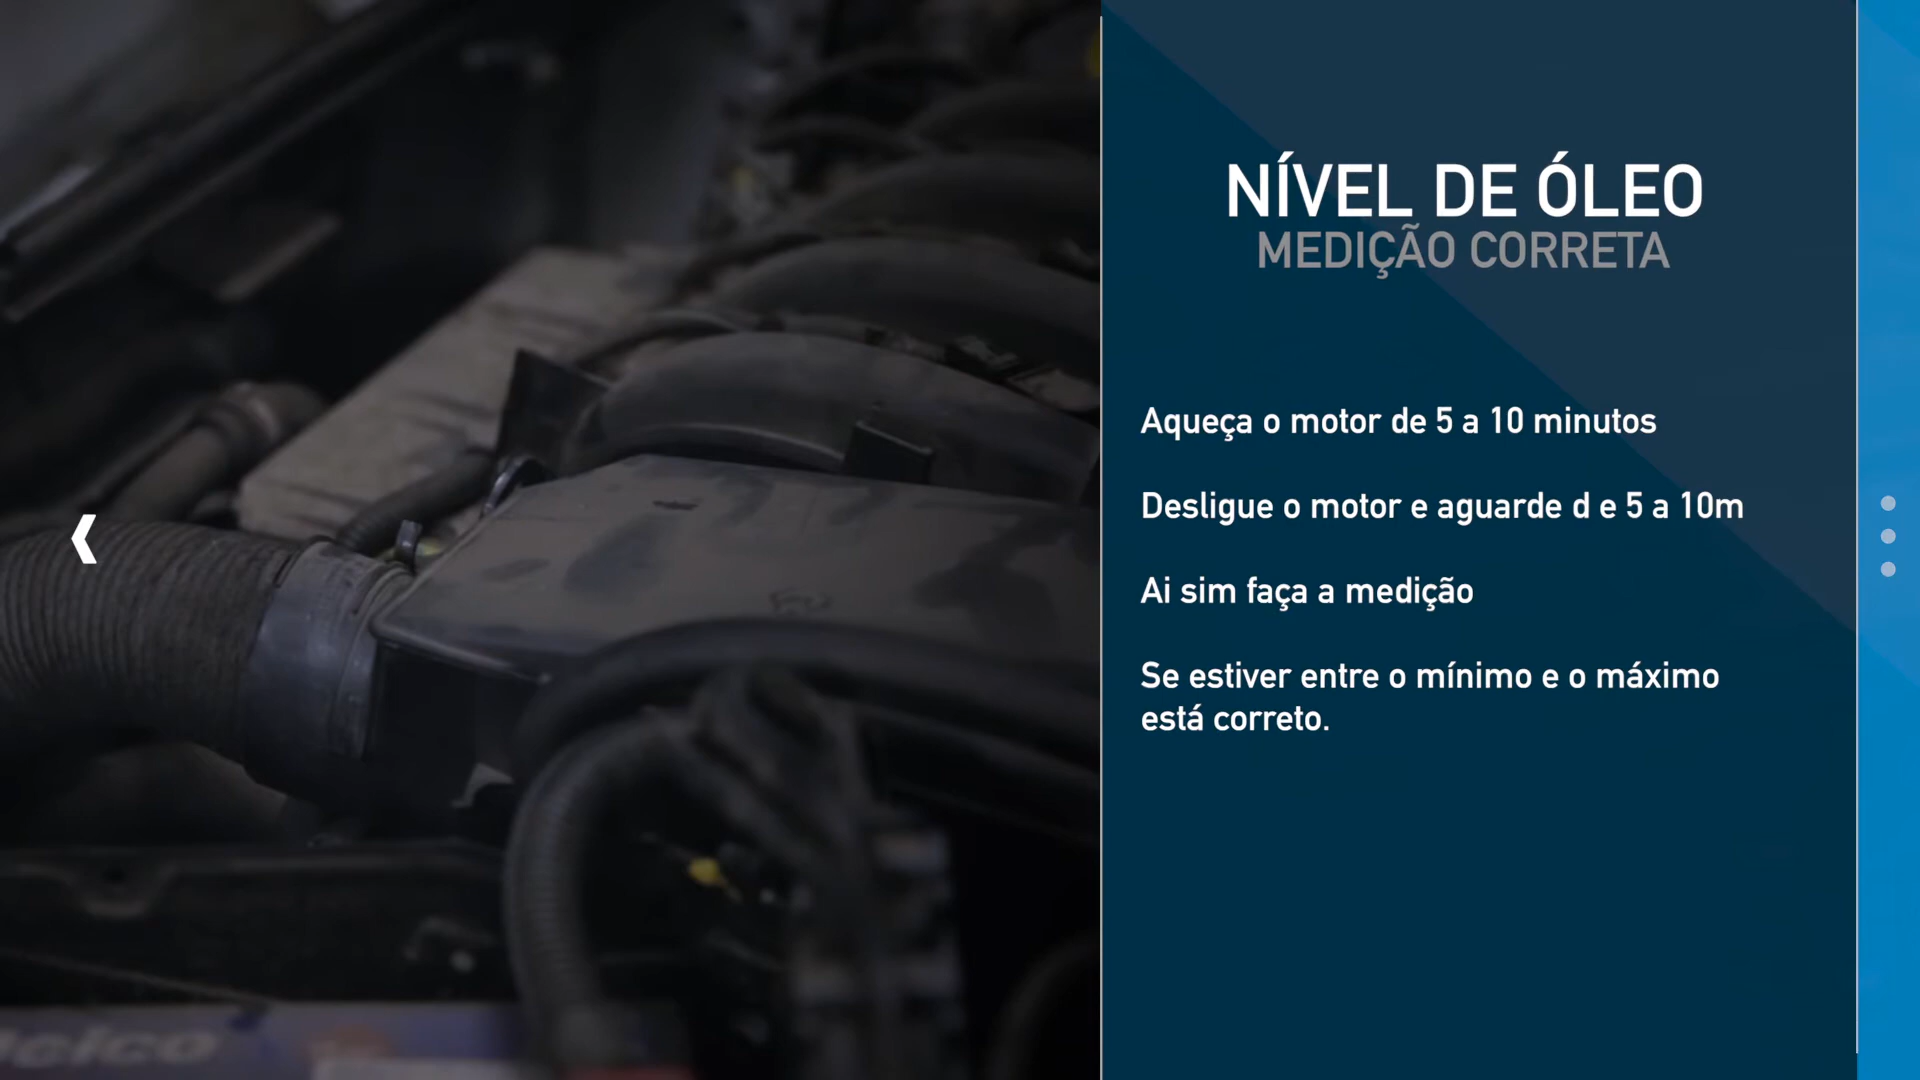 NÍVEL DE ÓLEO
MEDIÇÃO CORRETA
Aqueça o motor de 5 a 10 minutos
Desligue o motor e aguarde d e 5 a 10m
Ai sim faça a medição
Se estiver entre o mínimo e o máximo
está correto.